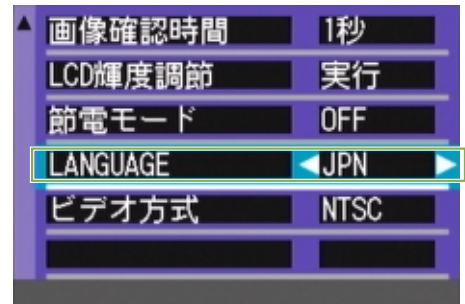 画像確認時間 1秒
LCD輝度調節 実行
節電モード OFF
LANGUAGE JPN
ビデオ方式 NTSC